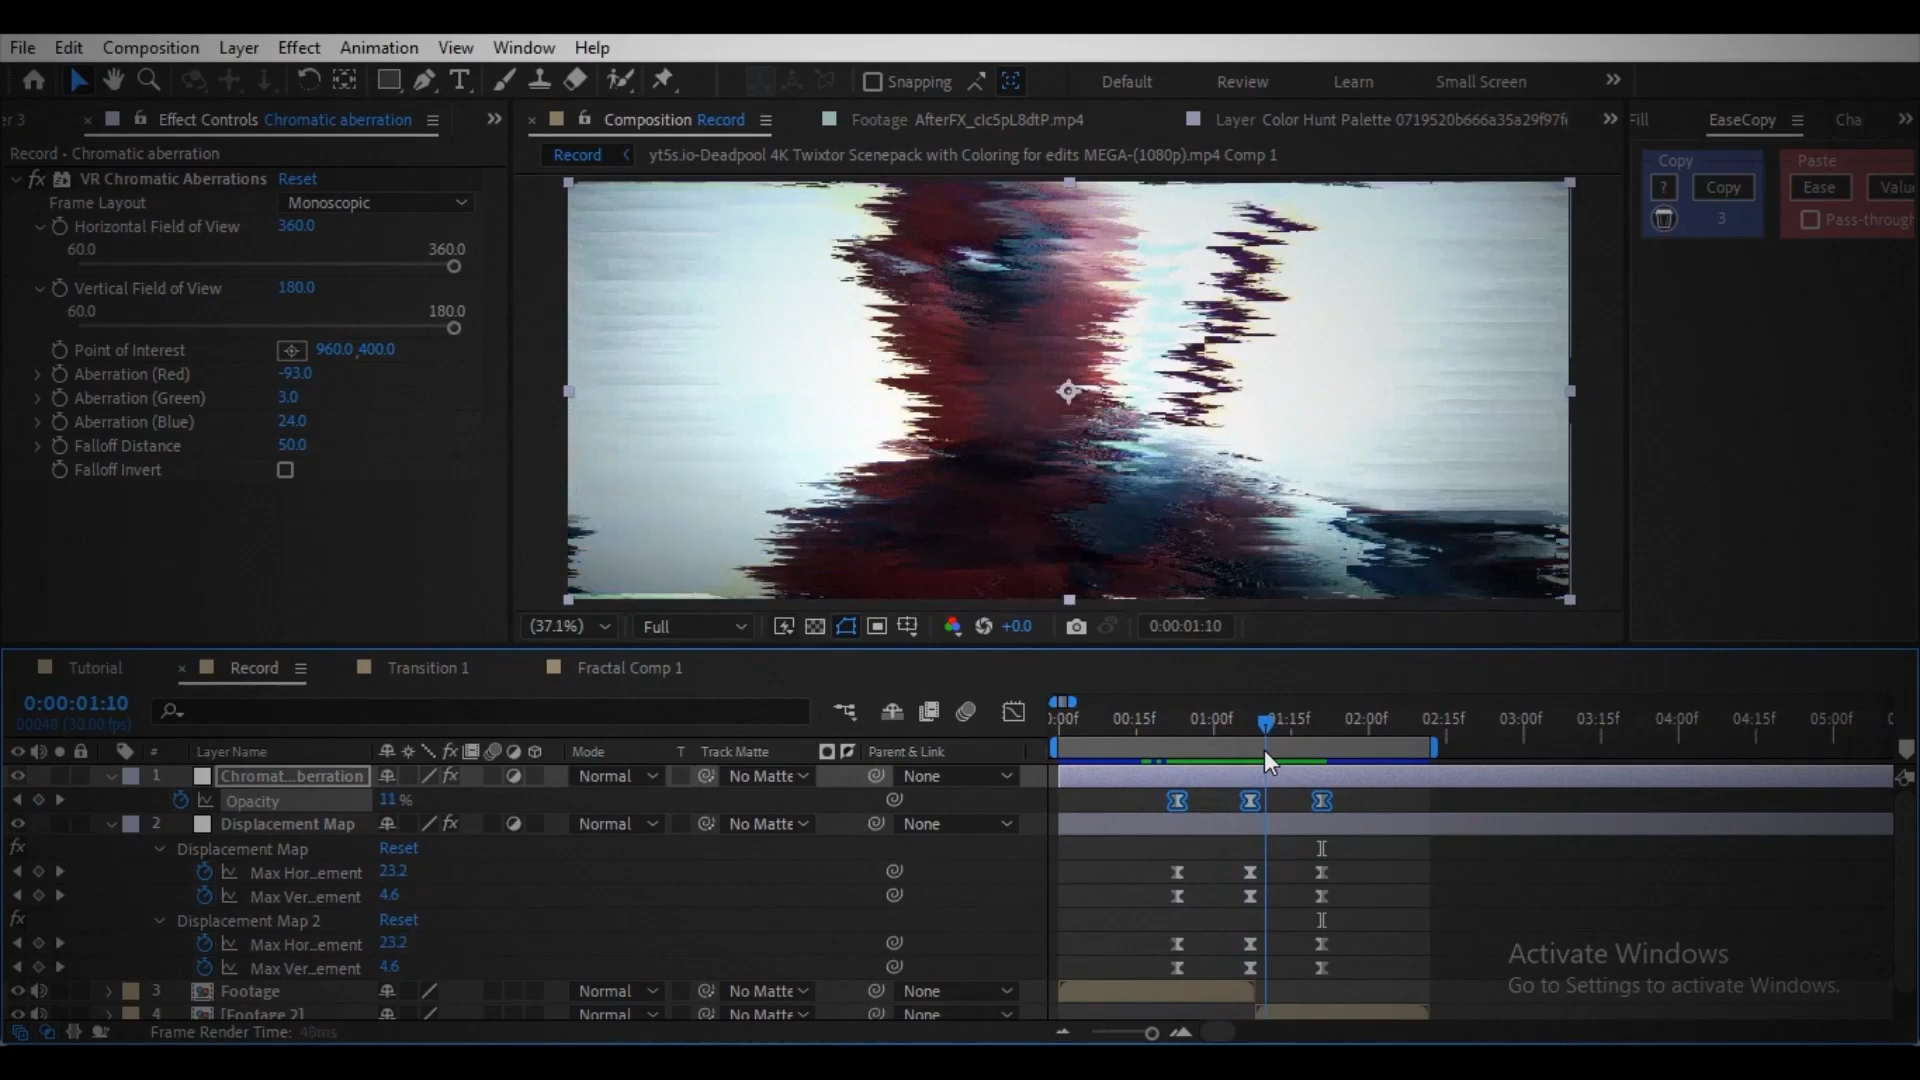 File Edit Composition Layer Effect Animation View Window Help
Snapping Default Review Learn Small Screen
er 3 × Effect Controls Chromatic aberration
× Composition Record Footage AfterFX_cIc5pL8dtP.mp4 Layer Color Hunt Palette 0719520b666a35a29f97f
Fill EaseCopy Cha
Record • Chromatic aberration
Record yt5s.io-Deadpool 4K Twixtor Scenepack with Coloring for edits MEGA-(1080p).mp4 Comp 1
Copy Paste
fx VR Chromatic Aberrations Reset
? Copy Ease Valu
Frame Layout Monoscopic
3 Pass-through
Horizontal Field of View 360.0
60.0 360.0
Vertical Field of View 180.0
60.0 180.0
Point of Interest 960.0,400.0
Aberration (Red) -93.0
Aberration (Green) 3.0
Aberration (Blue) 24.0
Falloff Distance 50.0
Falloff Invert
(37.1%) Full +0.0 0:00:01:10
Tutorial × Record Transition 1 Fractal Comp 1
0:00:01:10
00040 (30.00 fps)
):00f 00:15f 01:00f 01:15f 02:00f 02:15f 03:00f 03:15f 04:00f 04:15f 05:00f
# Layer Name fx Mode T Track Matte Parent & Link
1 Chromat...berration fx Normal No Matte None
Opacity 11 %
2 Displacement Map fx Normal No Matte None
fx Displacement Map Reset
Max Hor...ement 23.2
Max Ver...ement 4.6
fx Displacement Map 2 Reset
Max Hor...ement 23.2
Max Ver...ement 4.6
3 Footage Normal No Matte None
4 [Footage 2] Normal No Matte None
Frame Render Time: 48ms
Activate Windows
Go to Settings to activate Windows.